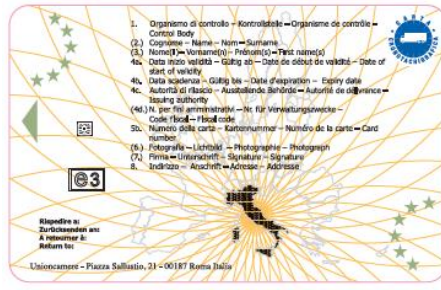 1. Organismo di controllo – Kontrollstelle – Organisme de contrôle –
Control Body
(2.) Cognome – Name – Nom – Surname
(3.) Nome(i) – Vorname(n) – Prénom(s) – First name(s)
4a. Data inizio validità – Gültig ab – Date de début de validité – Date of
start of validity
4b. Data scadenza – Gültig bis – Date d'expiration – Expiry date
4c. Autorità di rilascio – Ausstellende Behörde – Autorité de délivrance –
Issuing authority
(4d.) N. per fini amministrativi – Nr. für Verwaltungszwecke –
Code fiscal – Fiscal code
5b. Numero della carta – Kartennummer – Numéro de la carte – Card
number
(6.) Fotografia – Lichtbild – Photographie – Photograph
(7.) Firma – Unterschrift – Signature – Signature
8. Indirizzo – Anschrift – Adresse – Addresse
e3
Rispedire a:
Zurücksenden an:
A retourner à:
Return to:
Unioncamere - Piazza Sallustio, 21 - 00187 Roma Italia